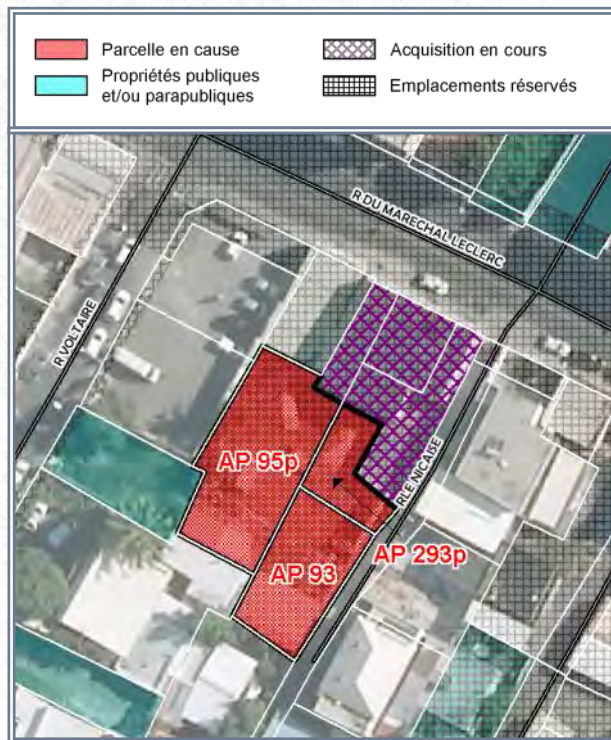 Parcelle en cause
Propriétés publiques
et/ou parapubliques
Acquisition en cours
Emplacements réservés
R DU MARECHAL LECLERC
R VOLTAIRE
AP 95p
RLE NICAISE
AP 293p
AP 93